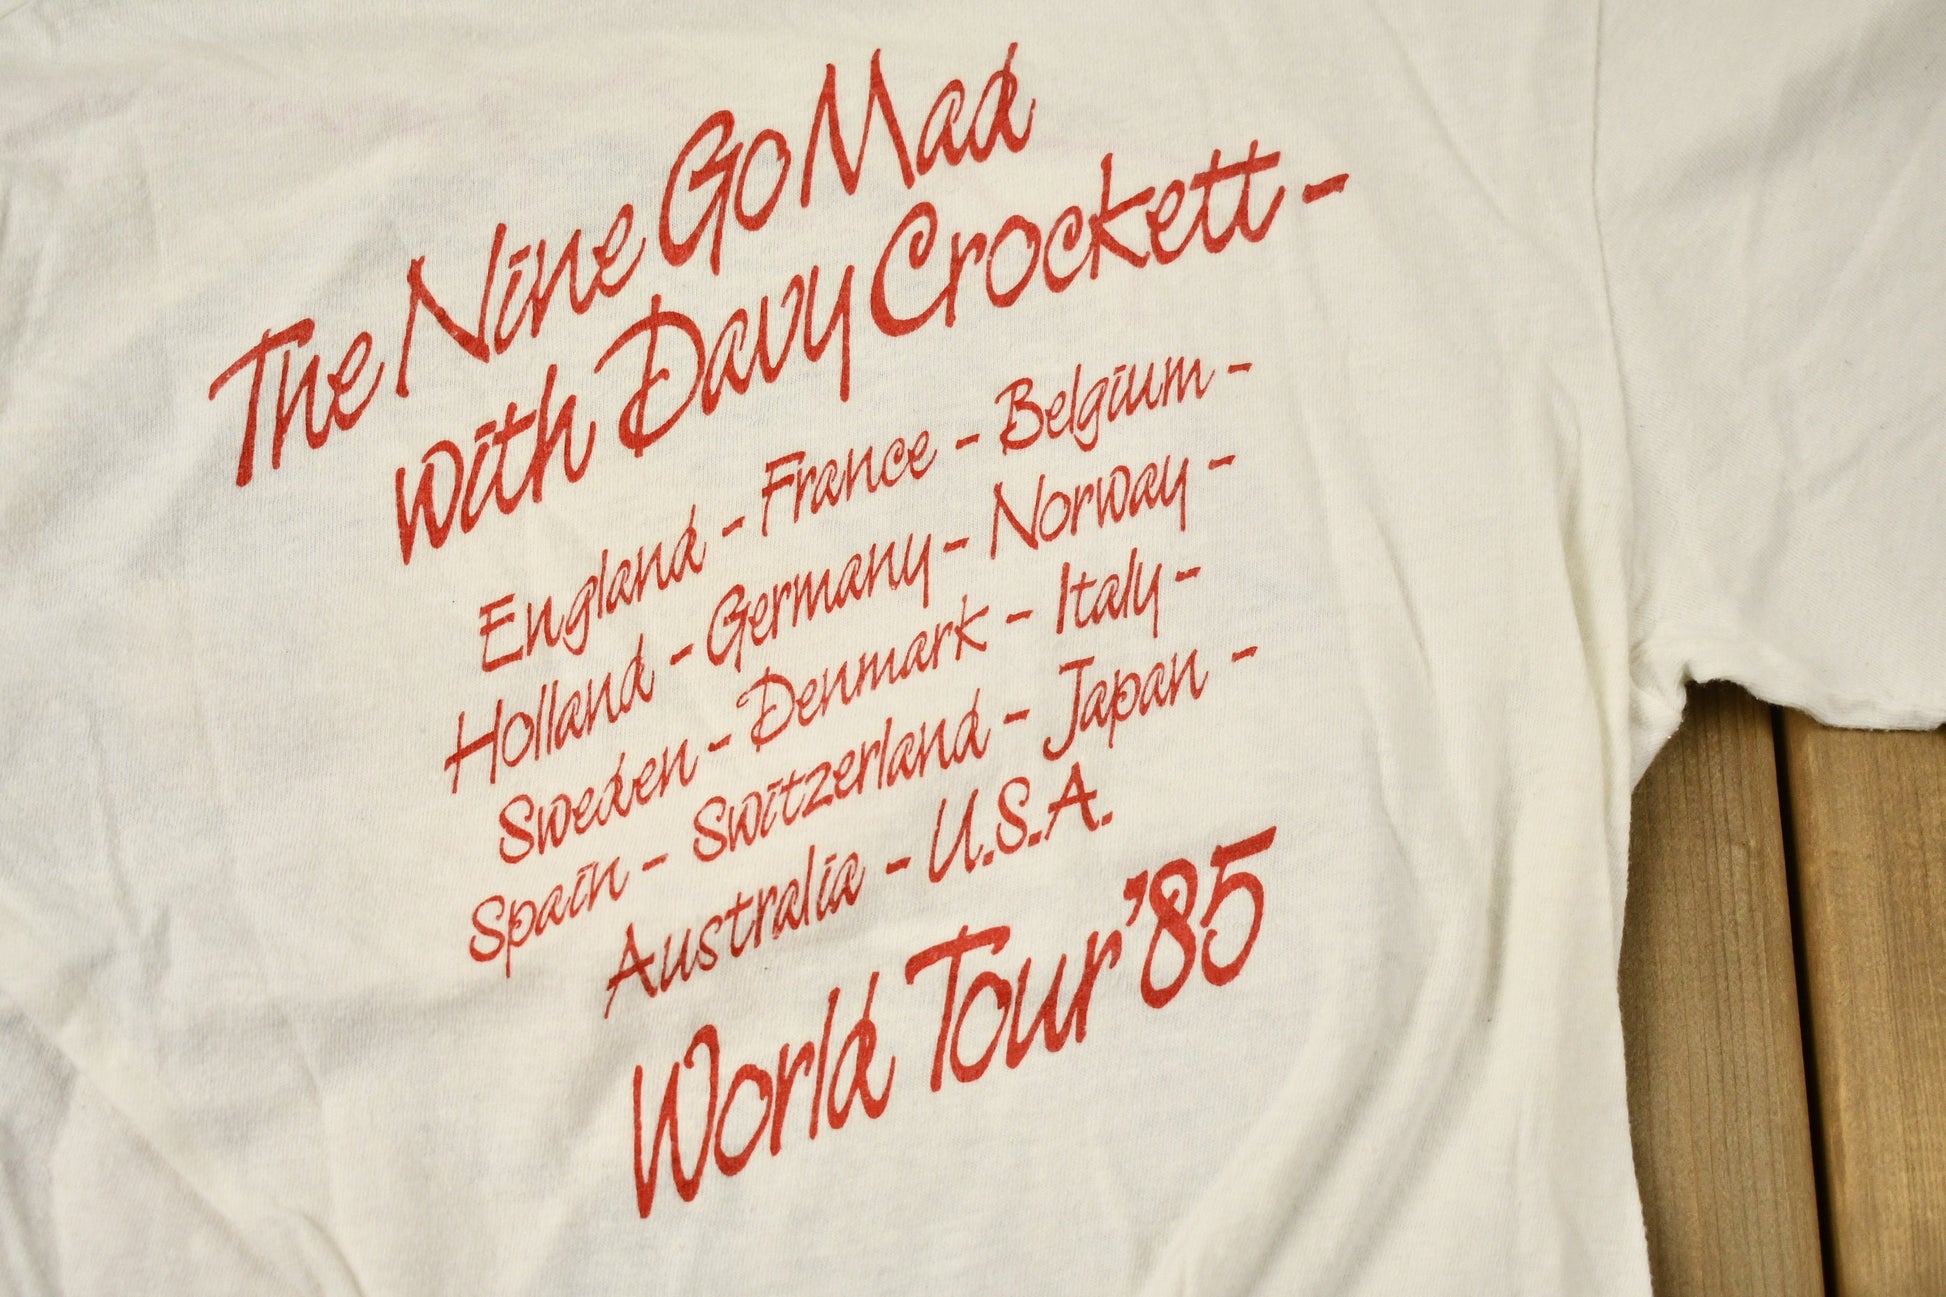 The Nine Go Mad
with Davy Crockett -
England - France - Belgium -
Holland - Germany - Norway -
Sweden - Denmark - Italy -
Spain - Switzerland - Japan -
Australia - U.S.A.
World Tour '85